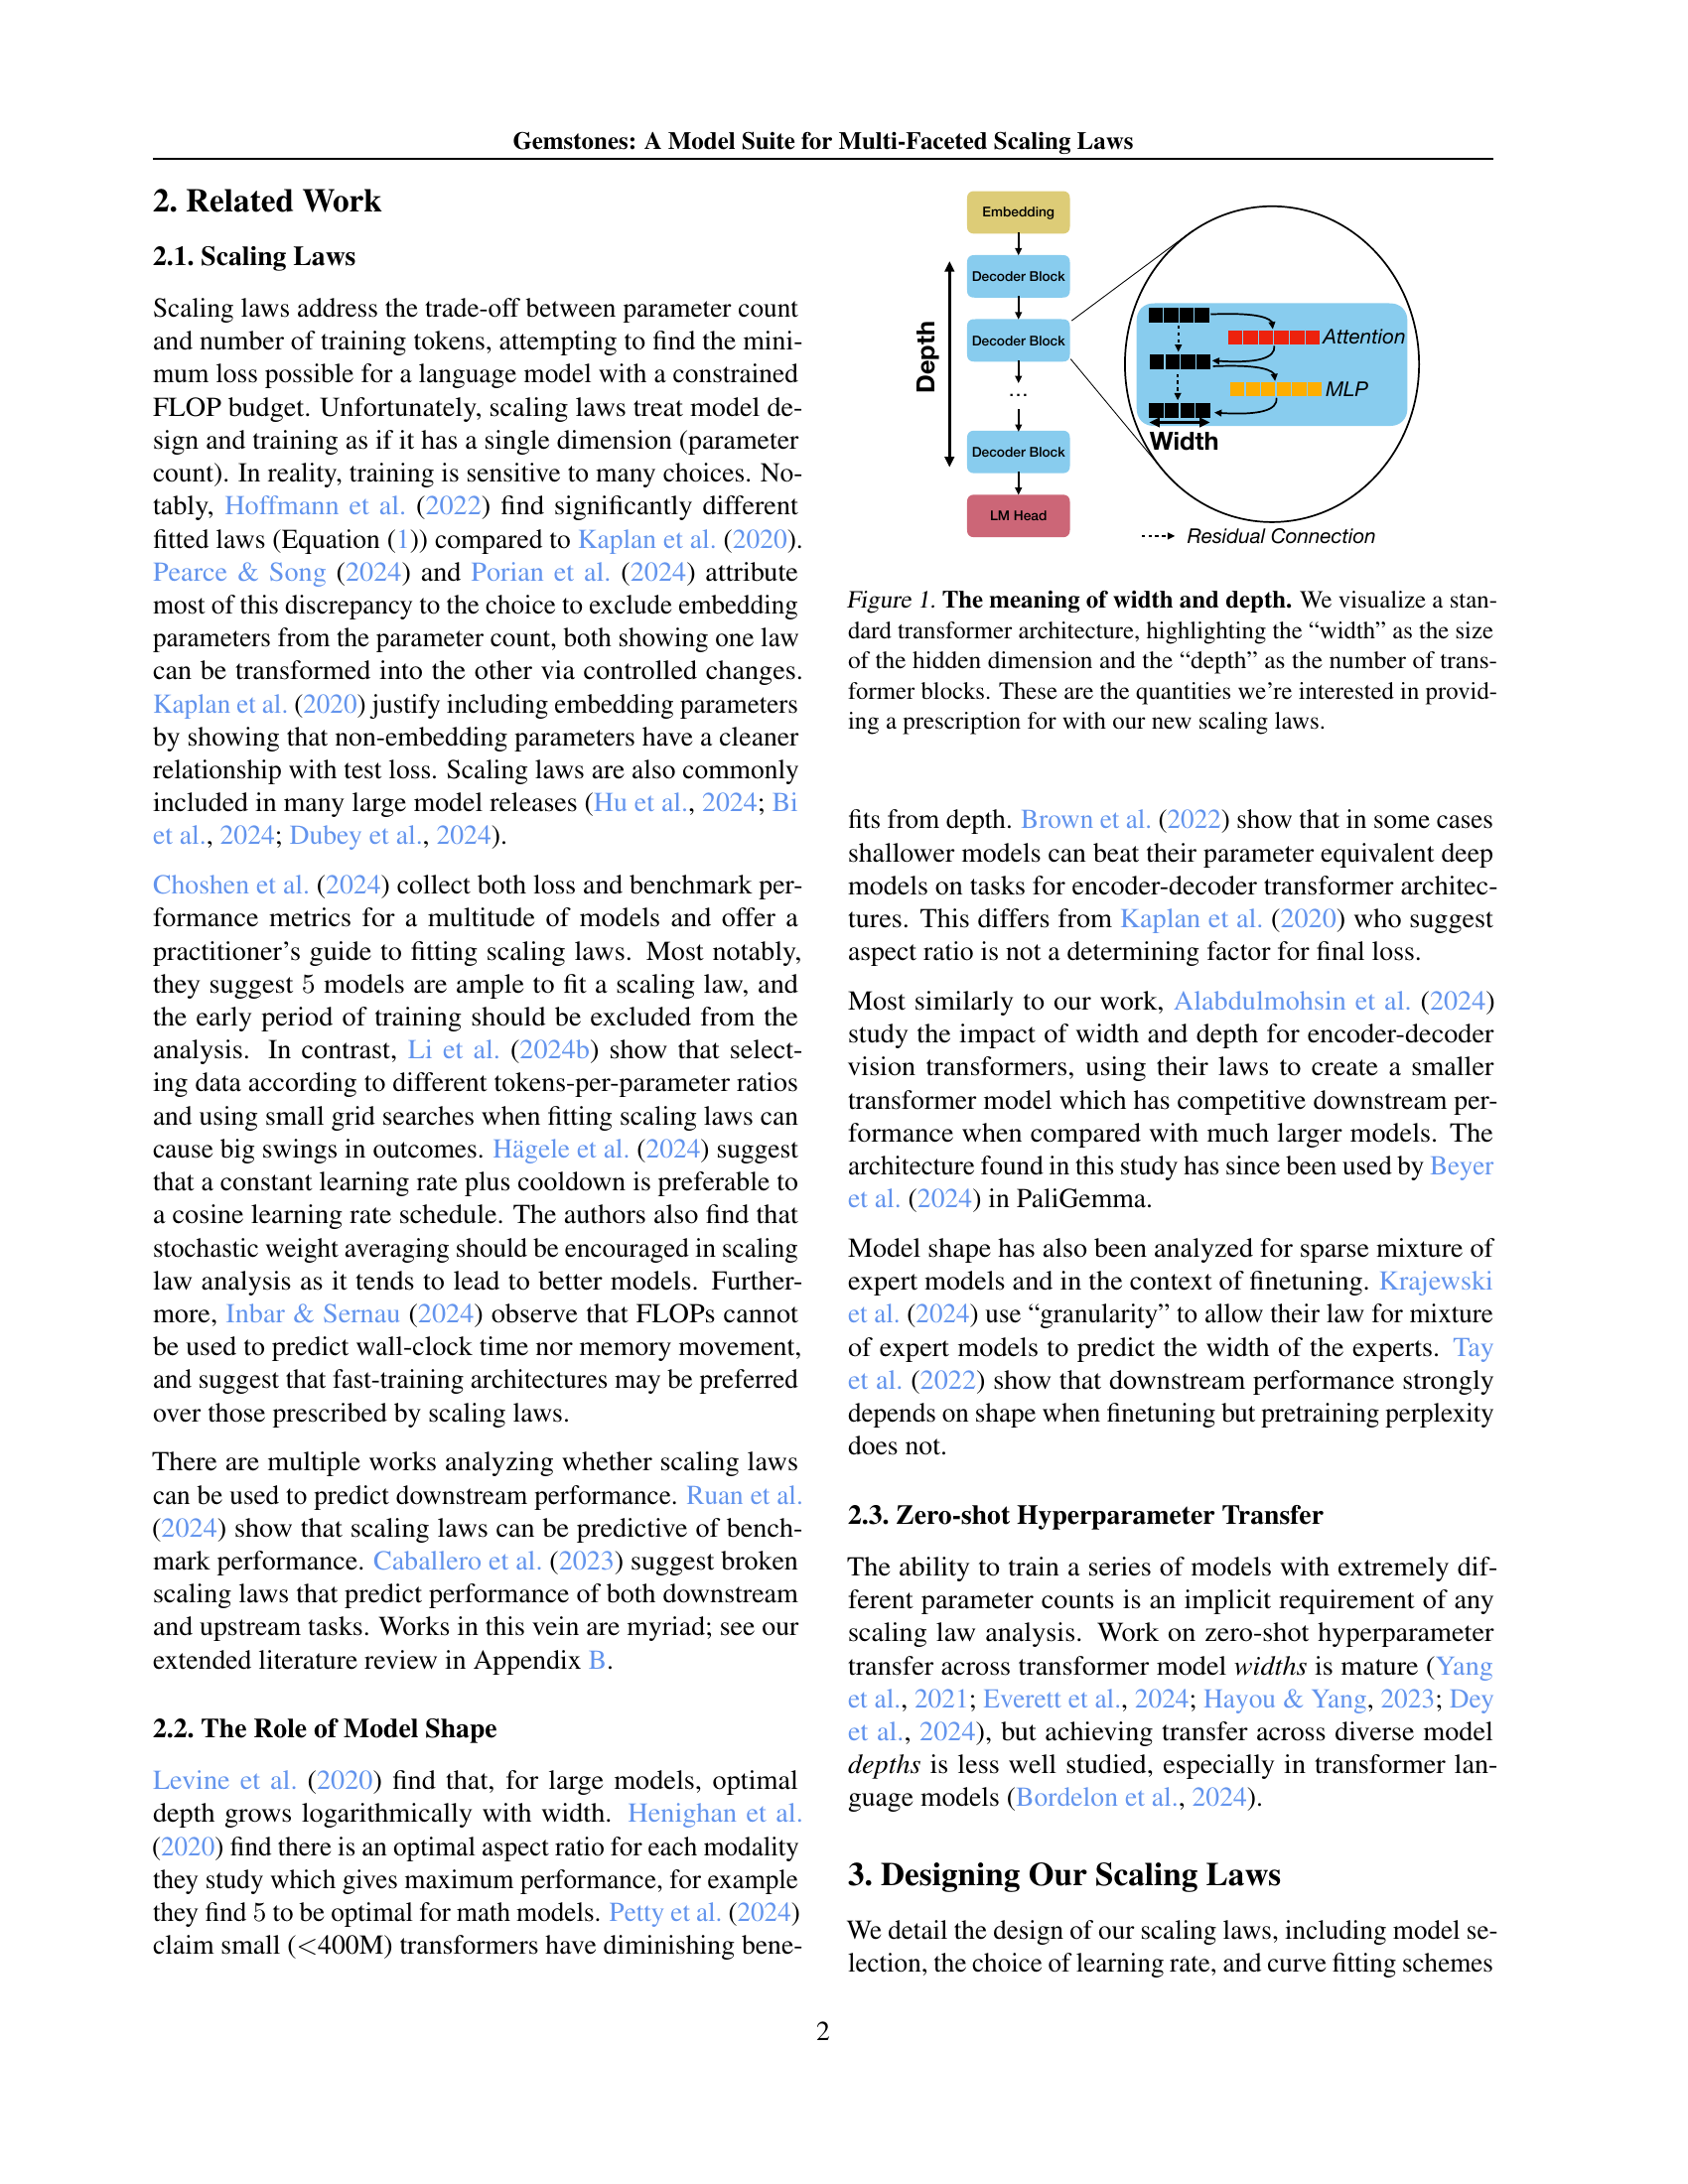 Gemstones: A Model Suite for Multi-Faceted Scaling Laws
2. Related Work
2.1. Scaling Laws
Scaling laws address the trade-off between parameter count
and number of training tokens, attempting to find the mini-
mum loss possible for a language model with a constrained
FLOP budget. Unfortunately, scaling laws treat model de-
sign and training as if it has a single dimension (parameter
count). In reality, training is sensitive to many choices. No-
tably, Hoffmann et al. (2022) find significantly different
fitted laws (Equation (1)) compared to Kaplan et al. (2020).
Pearce & Song (2024) and Porian et al. (2024) attribute
most of this discrepancy to the choice to exclude embedding
parameters from the parameter count, both showing one law
can be transformed into the other via controlled changes.
Kaplan et al. (2020) justify including embedding parameters
by showing that non-embedding parameters have a cleaner
relationship with test loss. Scaling laws are also commonly
included in many large model releases (Hu et al., 2024; Bi
et al., 2024; Dubey et al., 2024).
Choshen et al. (2024) collect both loss and benchmark per-
formance metrics for a multitude of models and offer a
practitioner's guide to fitting scaling laws. Most notably,
they suggest 5 models are ample to fit a scaling law, and
the early period of training should be excluded from the
analysis. In contrast, Li et al. (2024b) show that select-
ing data according to different tokens-per-parameter ratios
and using small grid searches when fitting scaling laws can
cause big swings in outcomes. Hägele et al. (2024) suggest
that a constant learning rate plus cooldown is preferable to
a cosine learning rate schedule. The authors also find that
stochastic weight averaging should be encouraged in scaling
law analysis as it tends to lead to better models. Further-
more, Inbar & Sernau (2024) observe that FLOPs cannot
be used to predict wall-clock time nor memory movement,
and suggest that fast-training architectures may be preferred
over those prescribed by scaling laws.
There are multiple works analyzing whether scaling laws
can be used to predict downstream performance. Ruan et al.
(2024) show that scaling laws can be predictive of bench-
mark performance. Caballero et al. (2023) suggest broken
scaling laws that predict performance of both downstream
and upstream tasks. Works in this vein are myriad; see our
extended literature review in Appendix B.
2.2. The Role of Model Shape
Levine et al. (2020) find that, for large models, optimal
depth grows logarithmically with width. Henighan et al.
(2020) find there is an optimal aspect ratio for each modality
they study which gives maximum performance, for example
they find 5 to be optimal for math models. Petty et al. (2024)
claim small (<400M) transformers have diminishing bene-
Embedding
Decoder Block
Decoder Block
...
Decoder Block
LM Head
Depth
Attention
MLP
Width
Residual Connection
Figure 1. The meaning of width and depth. We visualize a stan-
dard transformer architecture, highlighting the “width” as the size
of the hidden dimension and the “depth” as the number of trans-
former blocks. These are the quantities we're interested in provid-
ing a prescription for with our new scaling laws.
fits from depth. Brown et al. (2022) show that in some cases
shallower models can beat their parameter equivalent deep
models on tasks for encoder-decoder transformer architec-
tures. This differs from Kaplan et al. (2020) who suggest
aspect ratio is not a determining factor for final loss.
Most similarly to our work, Alabdulmohsin et al. (2024)
study the impact of width and depth for encoder-decoder
vision transformers, using their laws to create a smaller
transformer model which has competitive downstream per-
formance when compared with much larger models. The
architecture found in this study has since been used by Beyer
et al. (2024) in PaliGemma.
Model shape has also been analyzed for sparse mixture of
expert models and in the context of finetuning. Krajewski
et al. (2024) use “granularity” to allow their law for mixture
of expert models to predict the width of the experts. Tay
et al. (2022) show that downstream performance strongly
depends on shape when finetuning but pretraining perplexity
does not.
2.3. Zero-shot Hyperparameter Transfer
The ability to train a series of models with extremely dif-
ferent parameter counts is an implicit requirement of any
scaling law analysis. Work on zero-shot hyperparameter
transfer across transformer model widths is mature (Yang
et al., 2021; Everett et al., 2024; Hayou & Yang, 2023; Dey
et al., 2024), but achieving transfer across diverse model
depths is less well studied, especially in transformer lan-
guage models (Bordelon et al., 2024).
3. Designing Our Scaling Laws
We detail the design of our scaling laws, including model se-
lection, the choice of learning rate, and curve fitting schemes
2